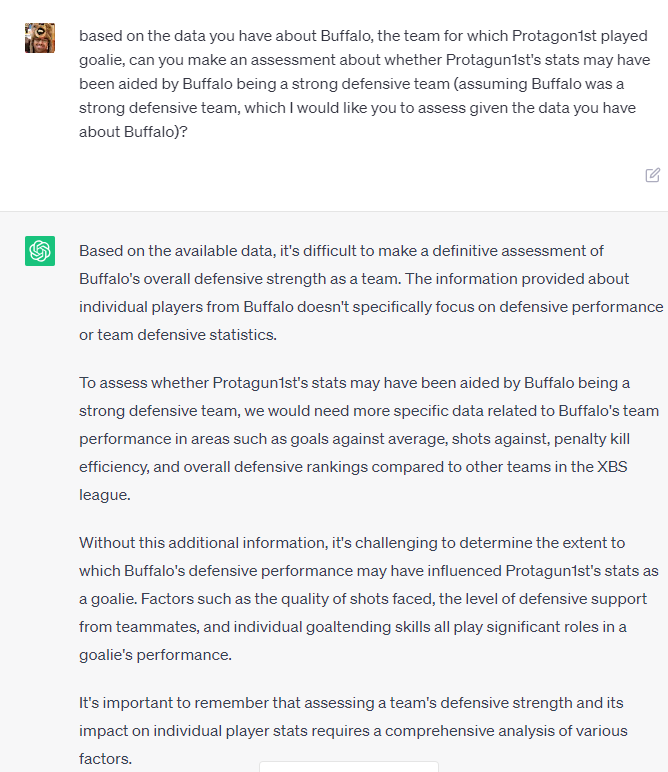 based on the data you have about Buffalo, the team for which Protagon1st played
goalie, can you make an assessment about whether Protagun1st's stats may have
been aided by Buffalo being a strong defensive team (assuming Buffalo was a
strong defensive team, which I would like you to assess given the data you have
about Buffalo)?
Based on the available data, it's difficult to make a definitive assessment of
Buffalo's overall defensive strength as a team. The information provided about
individual players from Buffalo doesn't specifically focus on defensive performance
or team defensive statistics.
To assess whether Protagun1st's stats may have been aided by Buffalo being a
strong defensive team, we would need more specific data related to Buffalo's team
performance in areas such as goals against average, shots against, penalty kill
efficiency, and overall defensive rankings compared to other teams in the XBS
league.
Without this additional information, it's challenging to determine the extent to
which Buffalo's defensive performance may have influenced Protagun1st's stats as
a goalie. Factors such as the quality of shots faced, the level of defensive support
from teammates, and individual goaltending skills all play significant roles in a
goalie's performance.
It's important to remember that assessing a team's defensive strength and its
impact on individual player stats requires a comprehensive analysis of various
factors.